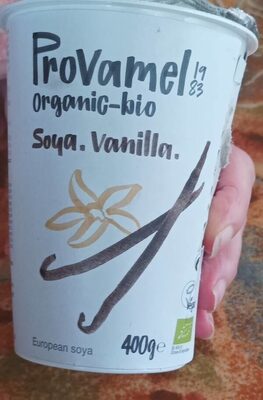 Provamel 19
83
organic-bio
Soya. Vanilla.
European soya
400g e